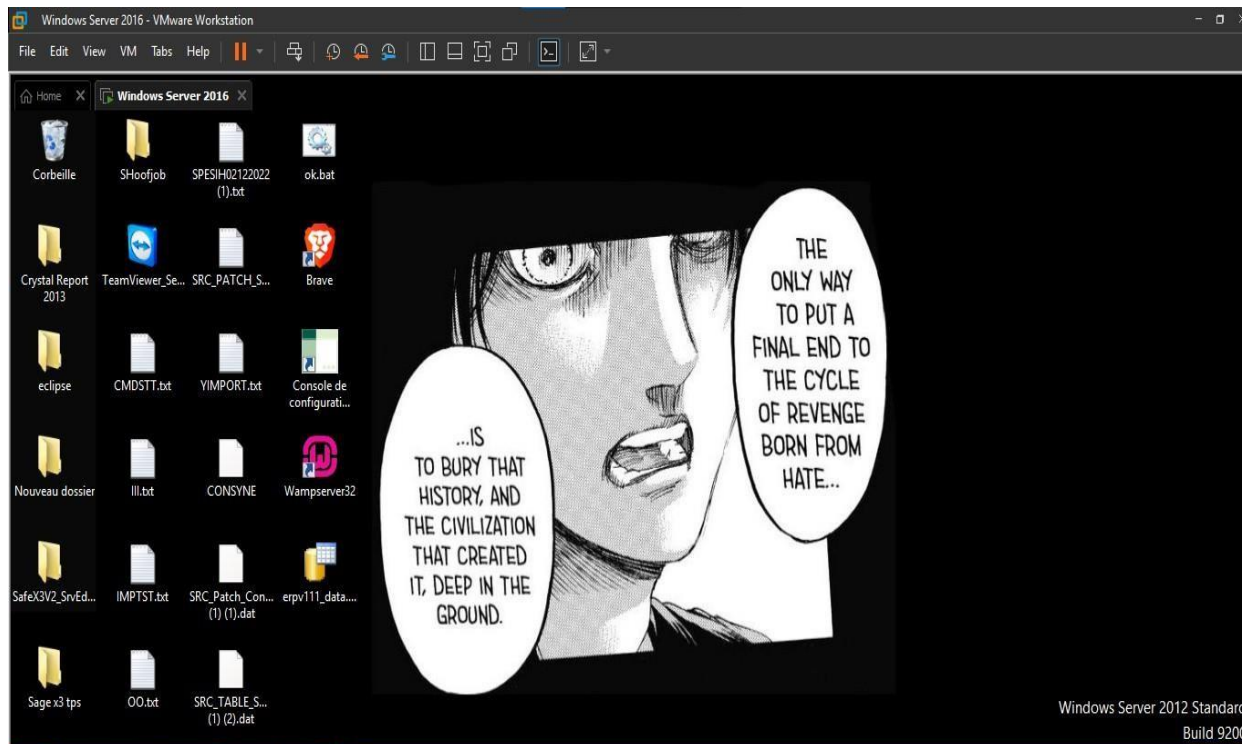 Windows Server 2016 - VMware Workstation
File Edit View VM Tabs Help
Home Windows Server 2016
Corbeille SHoofjob SPESIH02122022 ok.bat
(1).txt
Crystal Report TeamViewer_Se... SRC_PATCH_S... Brave
2013
eclipse CMDSTT.txt YIMPORT.txt Console de
configurati...
Nouveau dossier III.txt CONSYNE Wampserver32
SafeX3V2_SrvEd... IMPTST.txt SRC_Patch_Con... erpv111_data....
(1) (1).dat
Sage x3 tps OO.txt SRC_TABLE_S...
(1) (2).dat
THE
ONLY WAY
TO PUT A
FINAL END TO
THE CYCLE
OF REVENGE
BORN FROM
HATE...
...IS
TO BURY THAT
HISTORY, AND
THE CIVILIZATION
THAT CREATED
IT, DEEP IN THE
GROUND.
Windows Server 2012 Standard
Build 9200